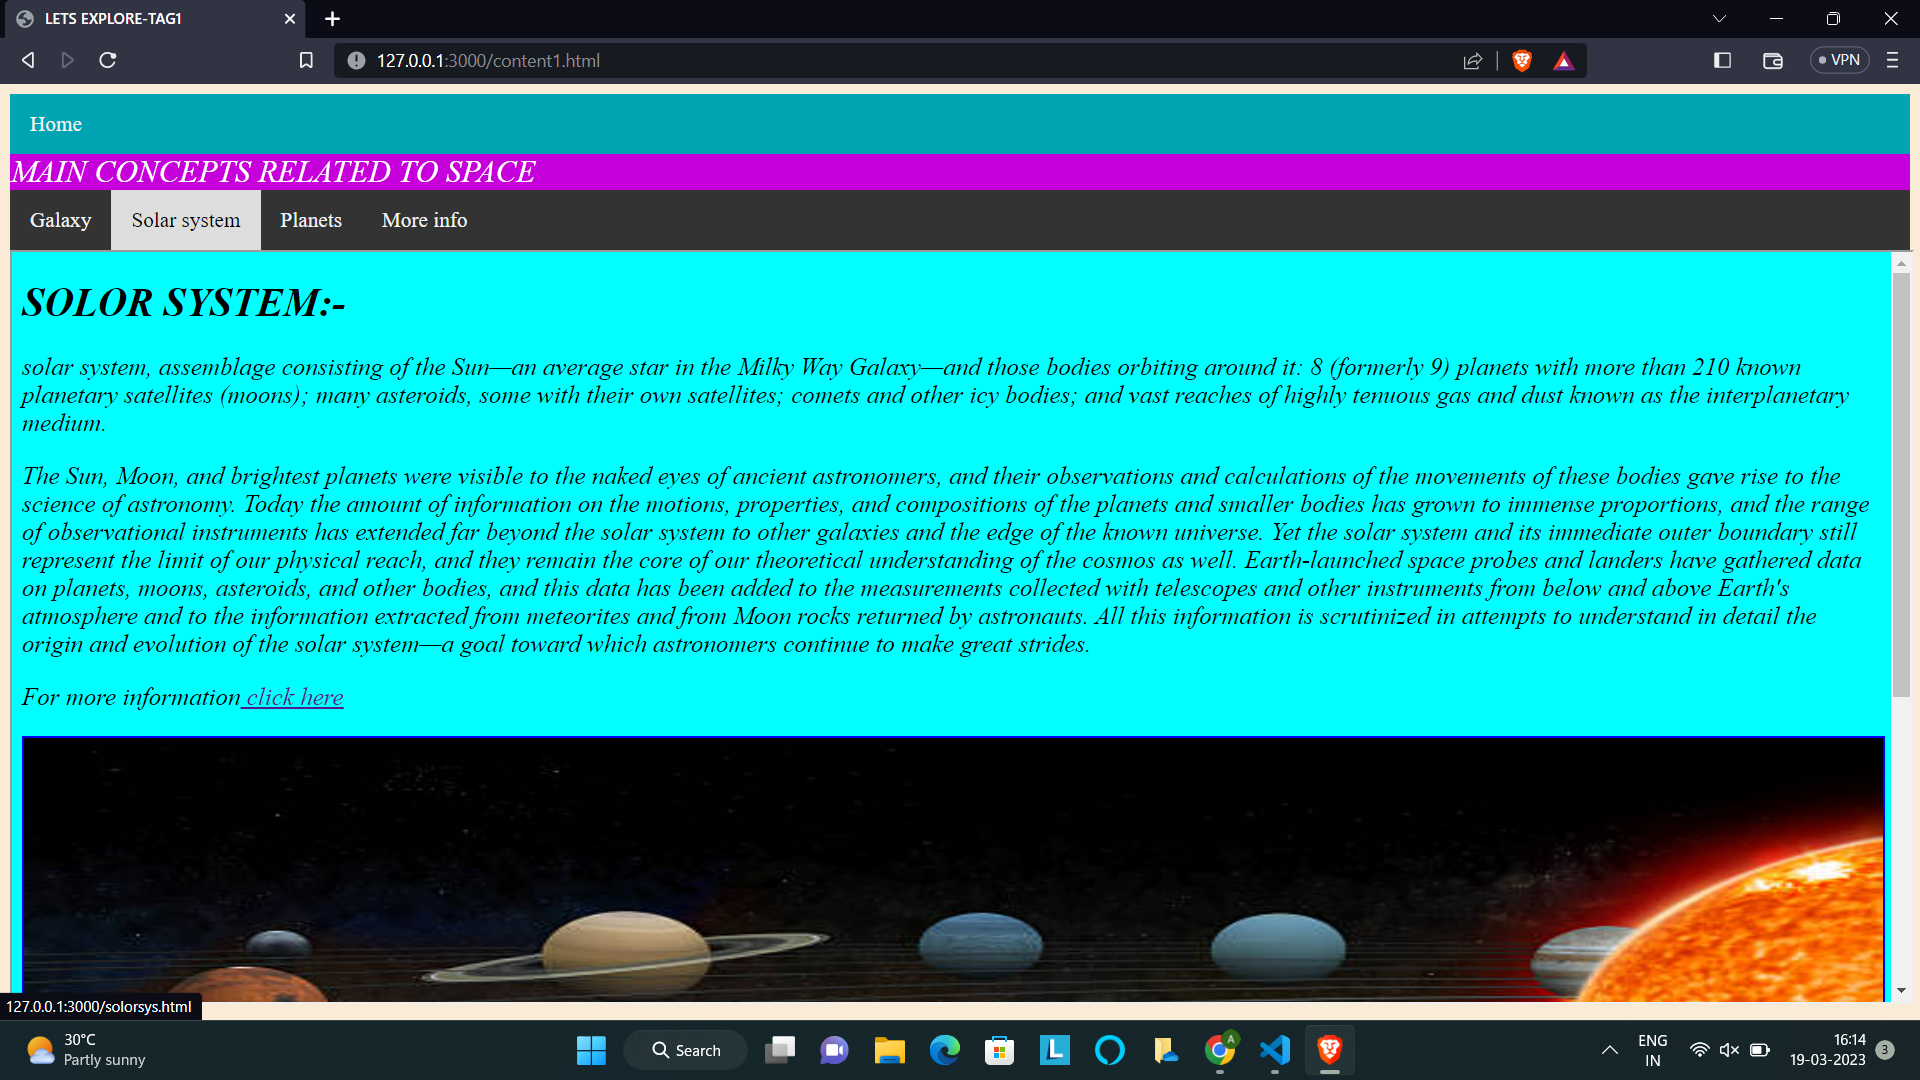 LETS EXPLORE-TAG1
127.0.0.1:3000/content1.html
VPN
Home
MAIN CONCEPTS RELATED TO SPACE
Galaxy Solar system Planets More info
SOLOR SYSTEM:-
solar system, assemblage consisting of the Sun—an average star in the Milky Way Galaxy—and those bodies orbiting around it: 8 (formerly 9) planets with more than 210 known
planetary satellites (moons); many asteroids, some with their own satellites; comets and other icy bodies; and vast reaches of highly tenuous gas and dust known as the interplanetary
medium.
The Sun, Moon, and brightest planets were visible to the naked eyes of ancient astronomers, and their observations and calculations of the movements of these bodies gave rise to the
science of astronomy. Today the amount of information on the motions, properties, and compositions of the planets and smaller bodies has grown to immense proportions, and the range
of observational instruments has extended far beyond the solar system to other galaxies and the edge of the known universe. Yet the solar system and its immediate outer boundary still
represent the limit of our physical reach, and they remain the core of our theoretical understanding of the cosmos as well. Earth-launched space probes and landers have gathered data
on planets, moons, asteroids, and other bodies, and this data has been added to the measurements collected with telescopes and other instruments from below and above Earth's
atmosphere and to the information extracted from meteorites and from Moon rocks returned by astronauts. All this information is scrutinized in attempts to understand in detail the
origin and evolution of the solar system—a goal toward which astronomers continue to make great strides.
For more information click here
127.0.0.1:3000/solorsys.html
30°C
Partly sunny
Search
L
A
ENG
IN
16:14
19-03-2023
3